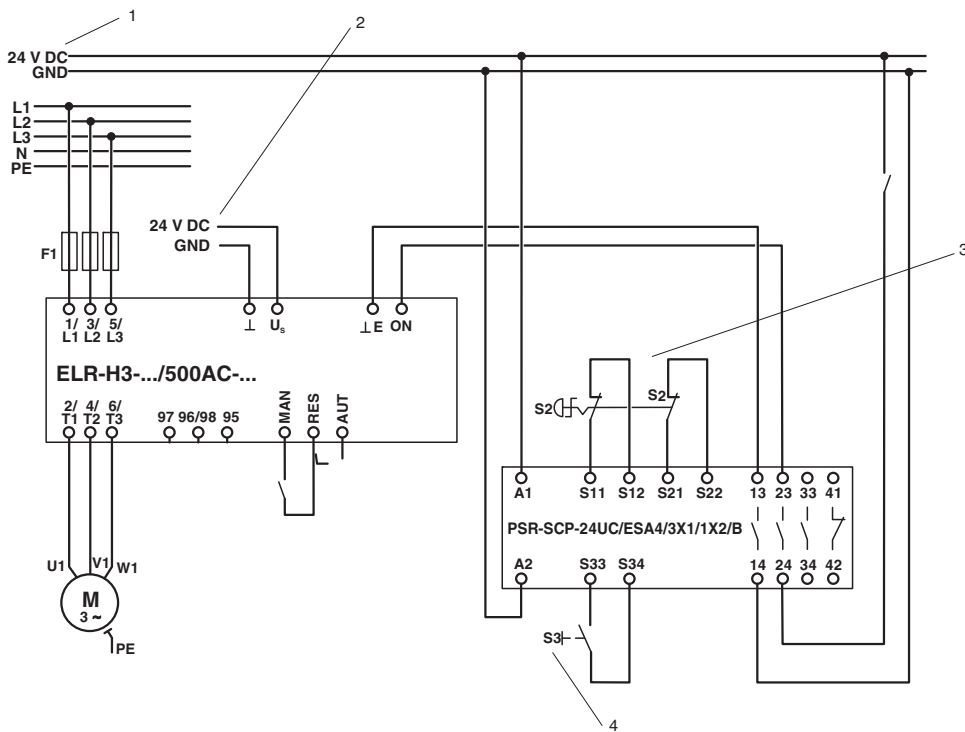 1
2
24 V DC
GND
L1
L2
L3
N
PE
24 V DC
GND
3
F1
1/ 3/ 5/
L1 L2 L3
⊥ Us
⊥ E ON
ELR-H3-.../500AC-...
2/ 4/ 6/
T1 T2 T3
97 96/98 95
MAN
RES
AUT
S2
S2
A1 S11 S12 S21 S22 13 23 33 41
PSR-SCP-24UC/ESA4/3X1/1X2/B
A2 S33 S34 14 24 34 42
U1 V1 W1
M
3 ~
PE
S3
4